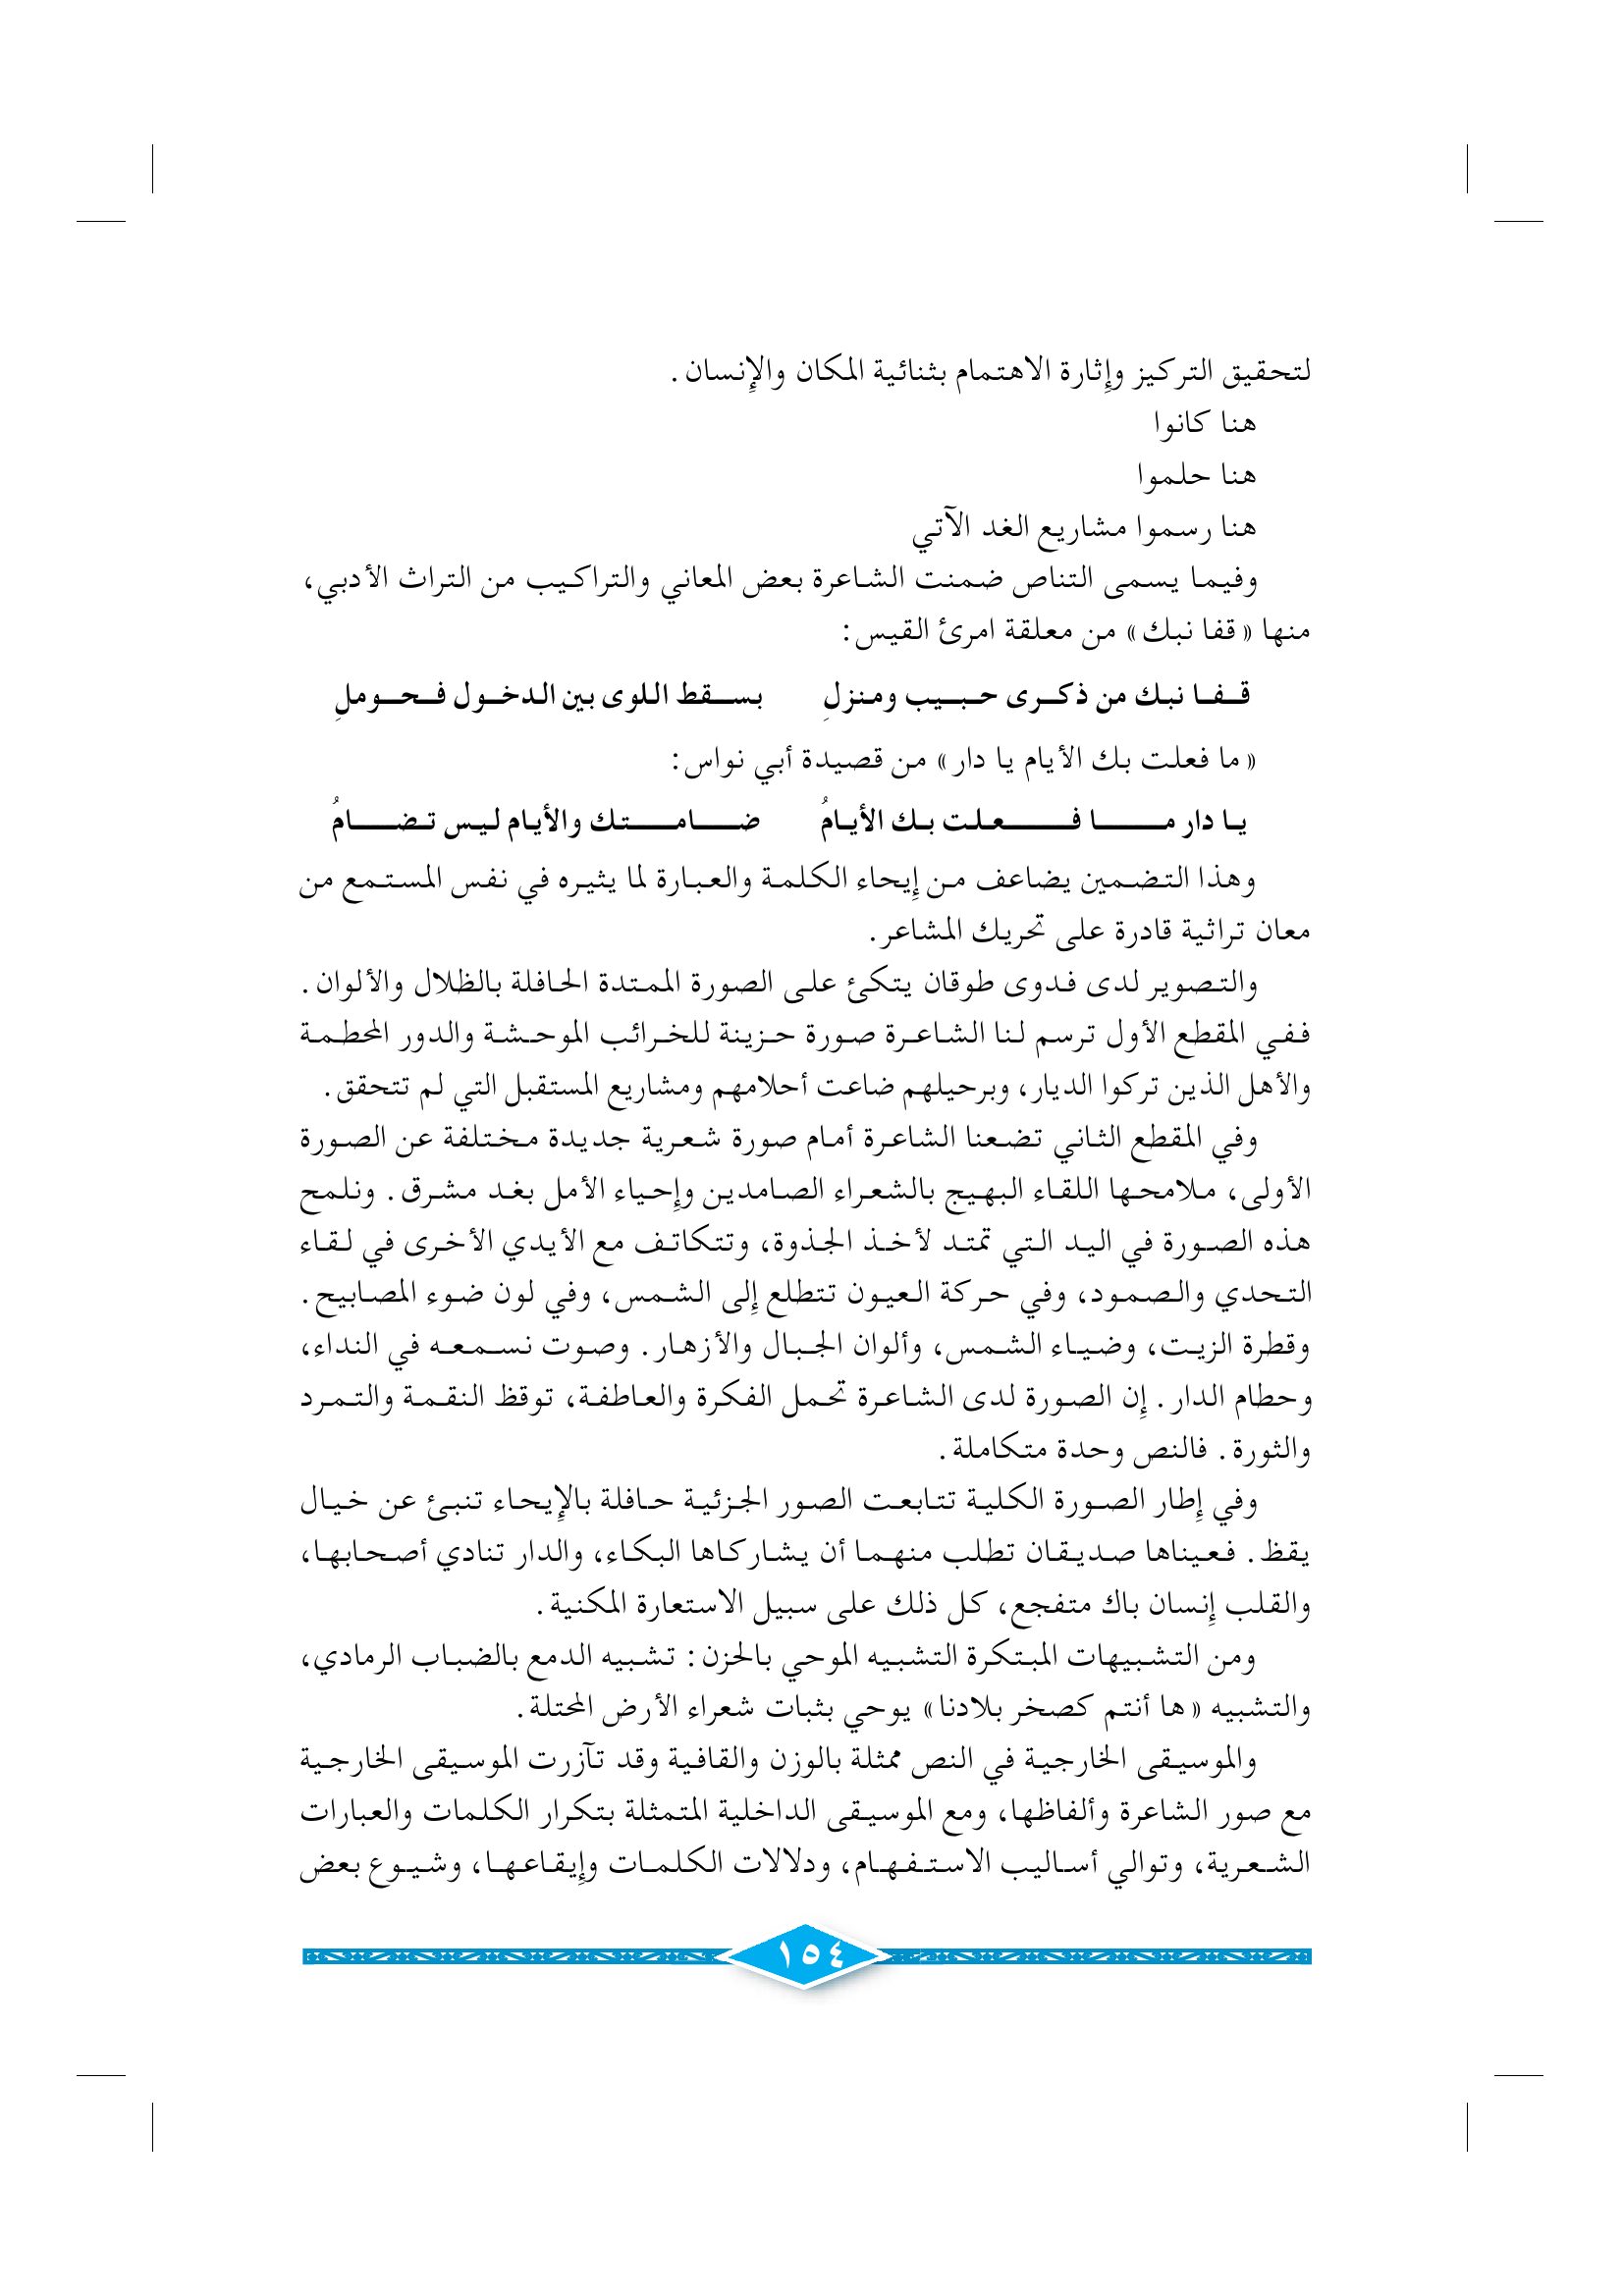 لتحقيق التركيز وإِثارة الاهتمام بثنائية المكان والإِنسان.
هنا كانوا
هنا حلموا
هنا رسموا مشاريع الغد الآتي
وفيما يسمى التناص ضمنت الشاعرة بعض المعاني والتراكيب من التراث الأدبي،
منها «قفا نبك» من معلقة امرئ القيس:
قفا نبك من ذكرى حبيب ومنزلِ بسقط اللوى بين الدخول فحوملِ
«ما فعلت بك الأيام يا دار» من قصيدة أبي نواس:
يا دار ما فعلت بك الأيامُ ضامتك والأيام ليس تضامُ
وهذا التضمين يضاعف من إِيحاء الكلمة والعبارة لما يثيره في نفس المستمع من
معان تراثية قادرة على تحريك المشاعر.
والتصوير لدى فدوى طوقان يتكئ على الصورة الممتدة الحافلة بالظلال والألوان.
ففي المقطع الأول ترسم لنا الشاعرة صورة حزينة للخرائب الموحشة والدور المحطمة
والأهل الذين تركوا الديار، وبرحيلهم ضاعت أحلامهم ومشاريع المستقبل التي لم تتحقق.
وفي المقطع الثاني تضعنا الشاعرة أمام صورة شعرية جديدة مختلفة عن الصورة
الأولى، ملامحها اللقاء البهيج بالشعراء الصامدين وإِحياء الأمل بغد مشرق. ونلمح
هذه الصورة في اليد التي تمتد لأخذ الجذوة، وتتكاتف مع الأيدي الأخرى في لقاء
التحدي والصمود، وفي حركة العيون تتطلع إِلى الشمس، وفي لون ضوء المصابيح.
وقطرة الزيت، وضياء الشمس، وألوان الجبال والأزهار. وصوت نسمعه في النداء،
وحطام الدار. إِن الصورة لدى الشاعرة تحمل الفكرة والعاطفة، توقظ النقمة والتمرد
والثورة. فالنص وحدة متكاملة.
وفي إِطار الصورة الكلية تتابعت الصور الجزئية حافلة بالإِيحاء تنبئ عن خيال
يقظ. فعيناها صديقان تطلب منهما أن يشاركاها البكاء، والدار تنادي أصحابها،
والقلب إِنسان باك متفجع، كل ذلك على سبيل الاستعارة المكنية.
ومن التشبيهات المبتكرة التشبيه الموحي بالحزن: تشبيه الدمع بالضباب الرمادي،
والتشبيه «ها أنتم كصخر بلادنا» يوحي بثبات شعراء الأرض المحتلة.
والموسيقى الخارجية في النص ممثلة بالوزن والقافية وقد تآزرت الموسيقى الخارجية
مع صور الشاعرة وألفاظها، ومع الموسيقى الداخلية المتمثلة بتكرار الكلمات والعبارات
الشعرية، وتوالي أساليب الاستفهام، ودلالات الكلمات وإِيقاعها، وشيوع بعض
١٥٤